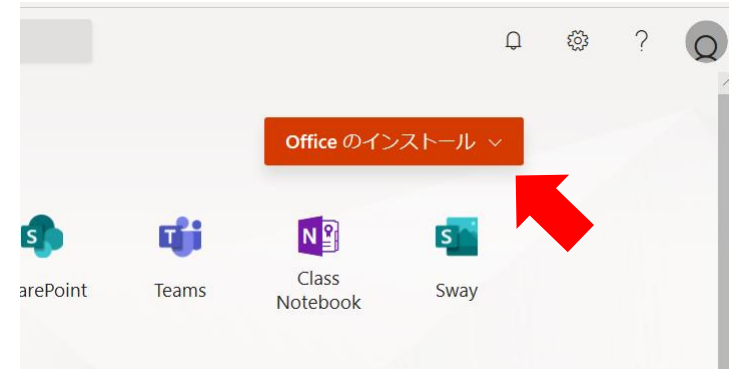 ?
Office のインストール
S
T
N
S
arePoint
Teams
Class
Notebook
Sway